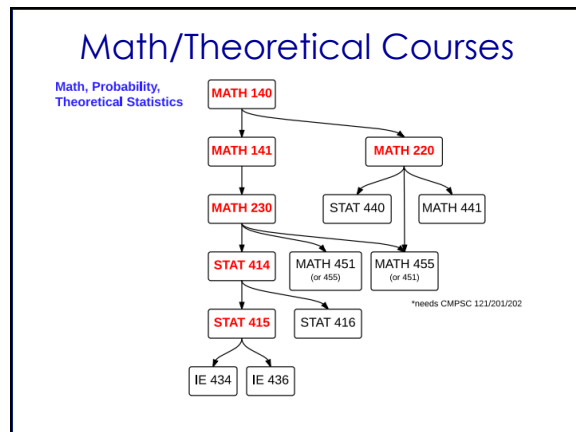 Math/Theoretical Courses
Math, Probability,
Theoretical Statistics
MATH 140
MATH 141
MATH 220
MATH 230
STAT 440
MATH 441
STAT 414
MATH 451
(or 455)
MATH 455
(or 451)
*needs CMPSC 121/201/202
STAT 415
STAT 416
IE 434
IE 436